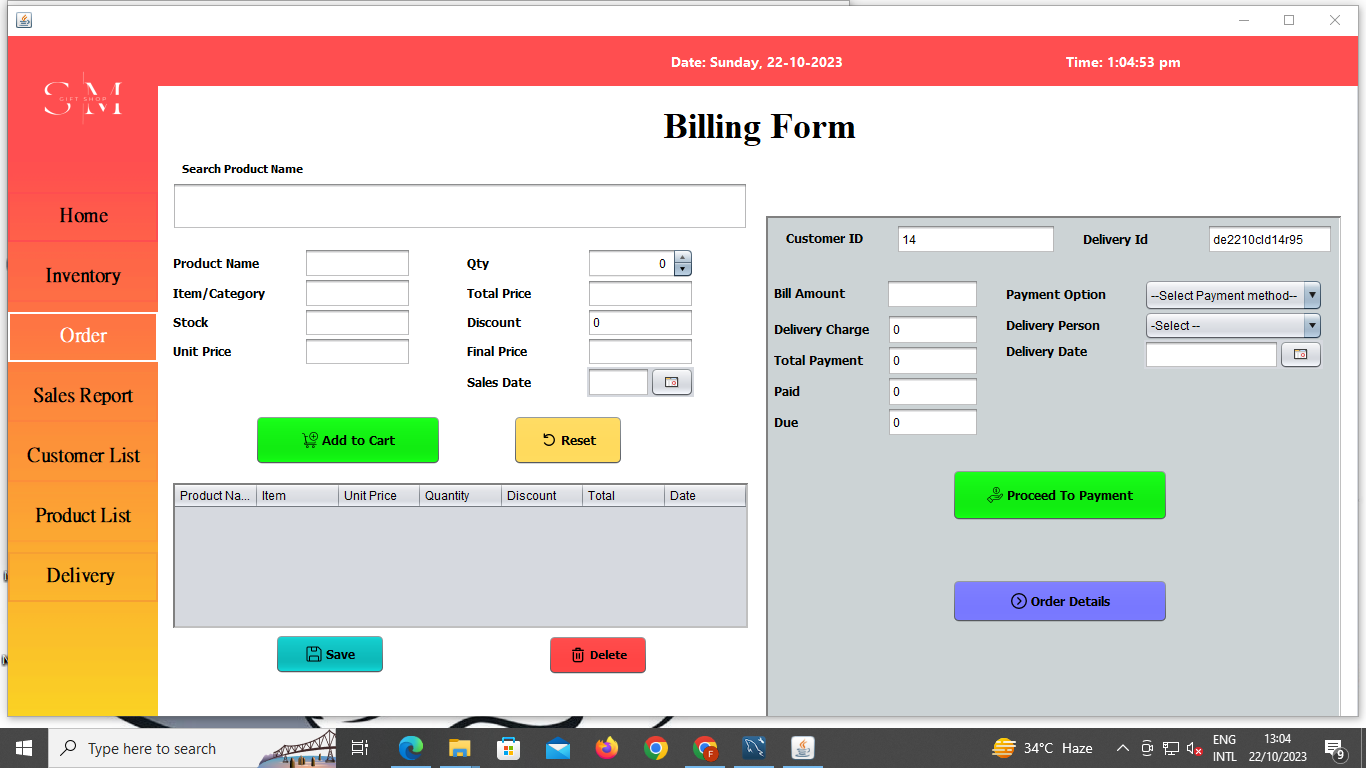 Date: Sunday, 22-10-2023
Time: 1:04:53 pm
SM
GIFT SHOP
Home
Inventory
Order
Sales Report
Customer List
Product List
Delivery
Billing Form
Search Product Name
Product Name
Item/Category
Stock
Unit Price
Qty 0
Total Price
Discount 0
Final Price
Sales Date
Add to Cart
Reset
Product Na... Item Unit Price Quantity Discount Total Date
Save
Delete
Customer ID 14
Delivery Id de2210cld14r95
Bill Amount
Delivery Charge 0
Total Payment 0
Paid 0
Due 0
Payment Option --Select Payment method--
Delivery Person -Select --
Delivery Date
Proceed To Payment
Order Details
Type here to search
34°C Haze
ENG
INTL
13:04
22/10/2023
9